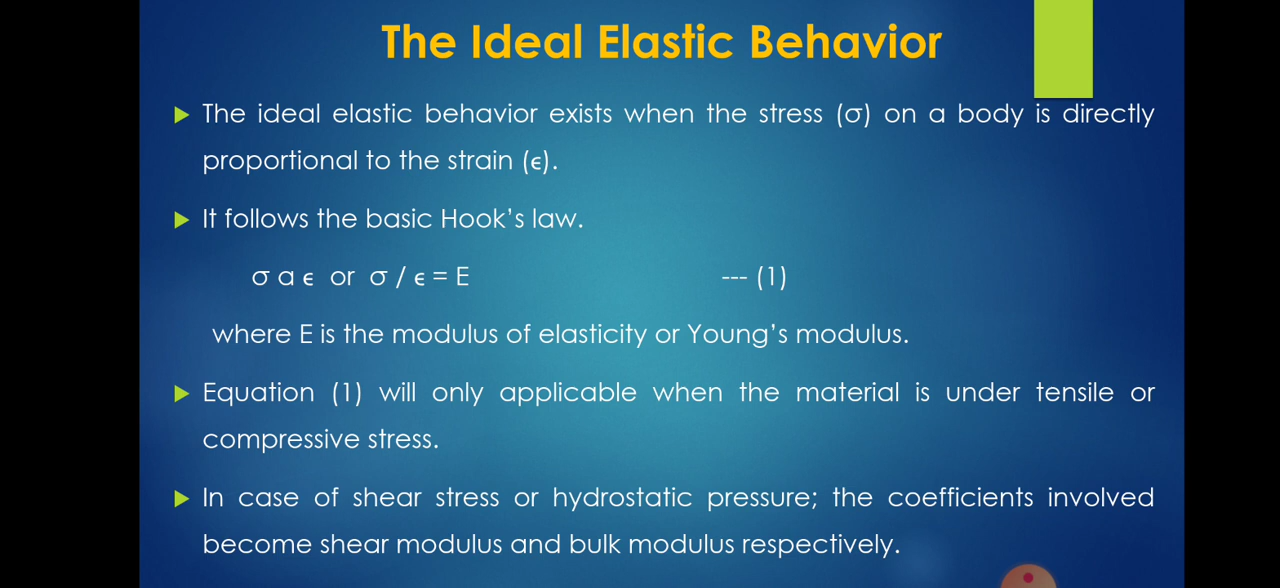 The Ideal Elastic Behavior
The ideal elastic behavior exists when the stress (σ) on a body is directly
proportional to the strain (ϵ).
It follows the basic Hook’s law.
σ α ϵ or σ / ϵ = E --- (1)
where E is the modulus of elasticity or Young’s modulus.
Equation (1) will only applicable when the material is under tensile or
compressive stress.
In case of shear stress or hydrostatic pressure; the coefficients involved
become shear modulus and bulk modulus respectively.